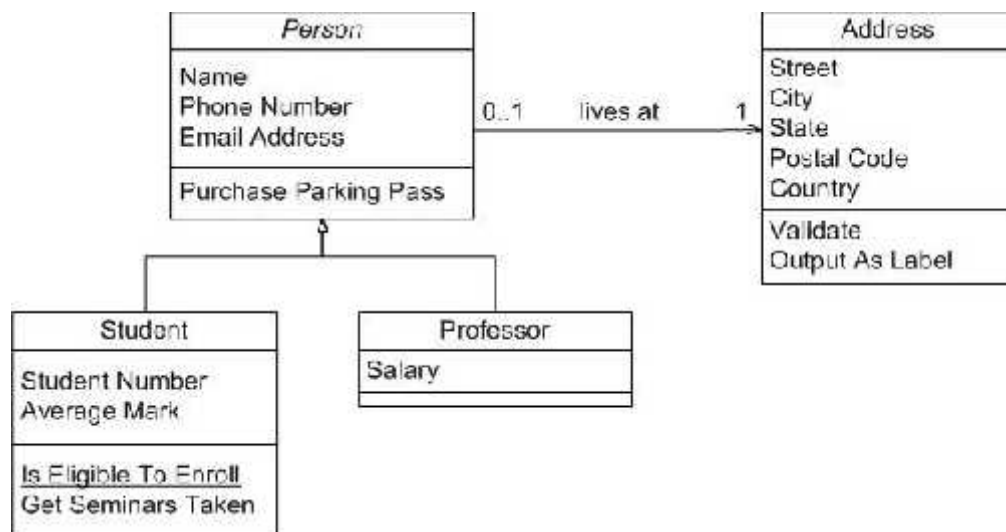 Person
Name
Phone Number
Email Address
Purchase Parking Pass
0..1 lives at 1
Address
Street
City
State
Postal Code
Country
Validate
Output As Label
Student
Student Number
Average Mark
Is Eligible To Enroll
Get Seminars Taken
Professor
Salary